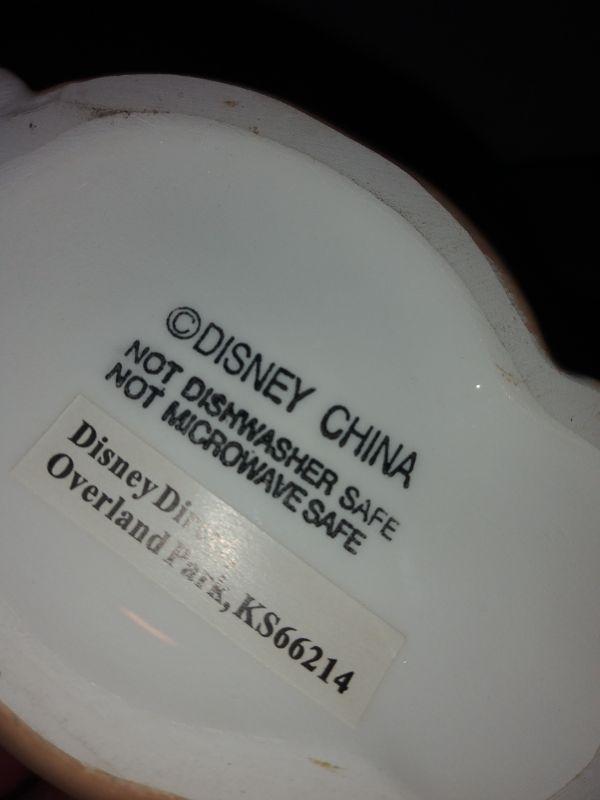 ©DISNEY CHINA
NOT DISHWASHER SAFE
NOT MICROWAVE SAFE
Disney
Overland Park, KS66214